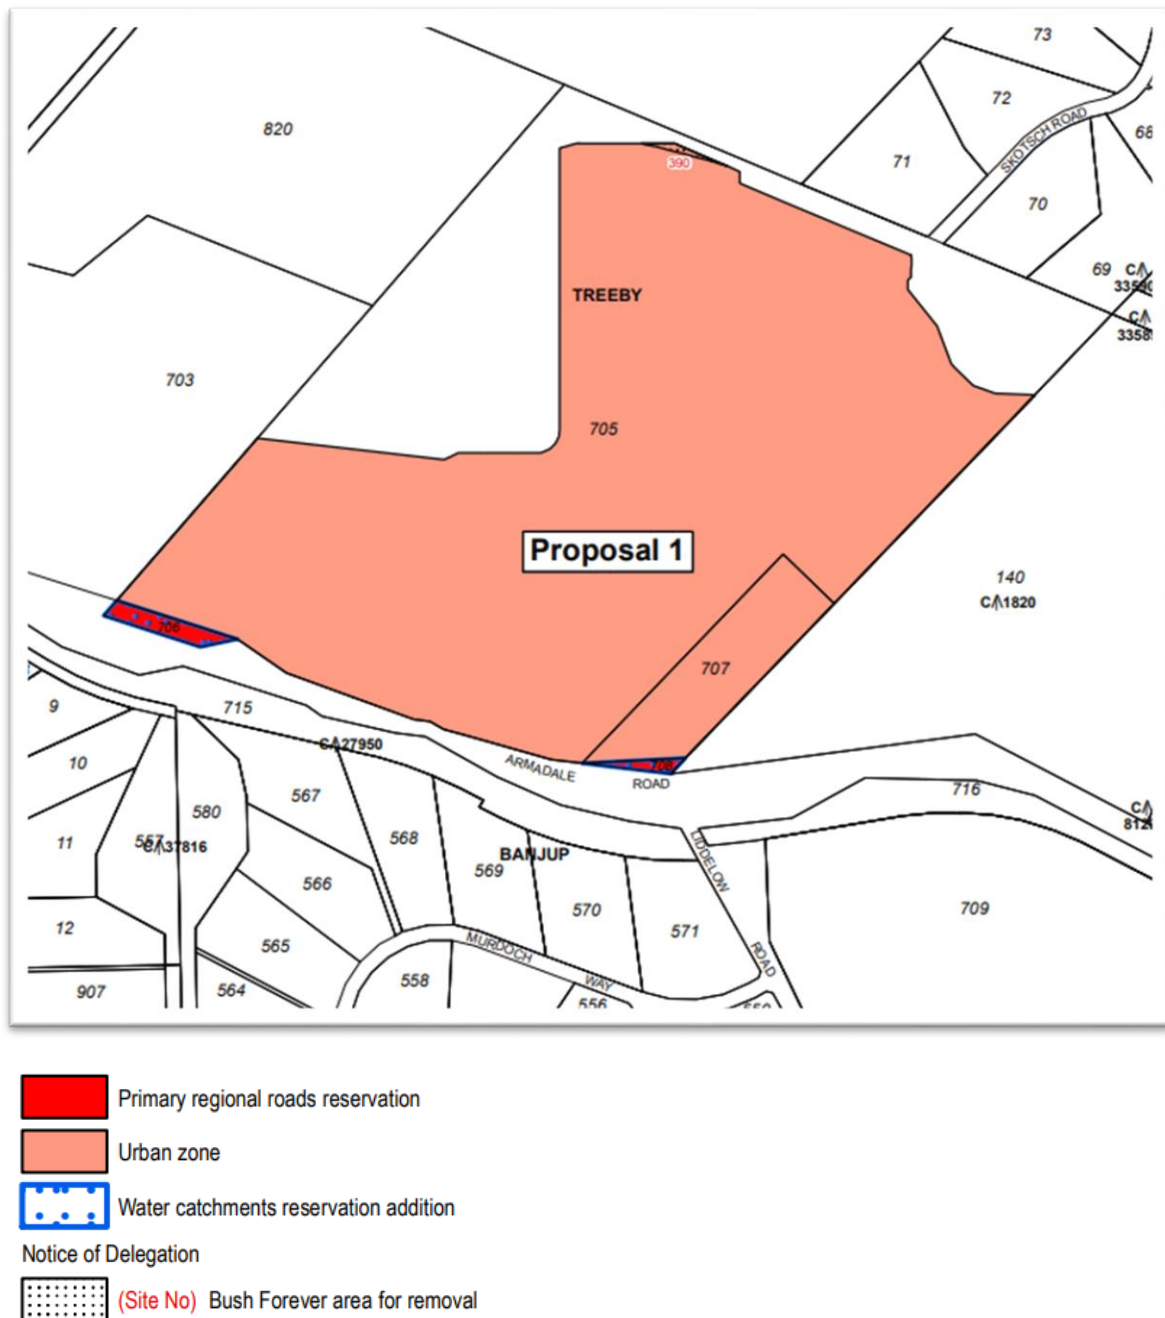 73
72
68
820
SKOTSCH ROAD
71
390
70
69
TREEBY
703
705
Proposal 1
140
C/\1820
706
707
9
715
C/\27950
ARMADALE
ROAD
708
10
716
567
580
11
568
557
C/\37816
BANJUP
LIDDELOW
569
566
570
709
12
571
565
MURDOCH
ROAD
907
564
558
WAY
556
Primary regional roads reservation
Urban zone
Water catchments reservation addition
Notice of Delegation
(Site No) Bush Forever area for removal